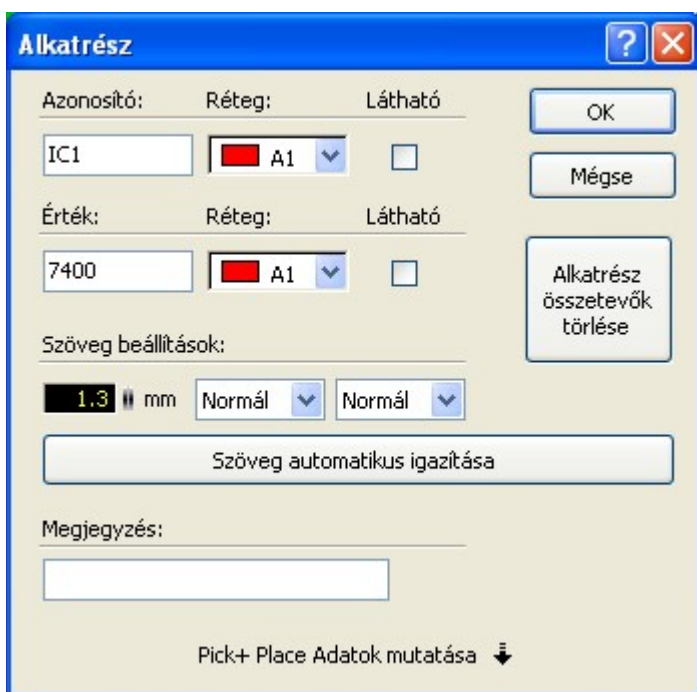 Alkatrész
Azonosító: Réteg: Látható
OK
IC1 A1
Mégse
Érték: Réteg: Látható
7400 A1
Alkatrész
összetevők
törlése
Szöveg beállítások:
1.3 mm Normál Normál
Szöveg automatikus igazítása
Megjegyzés:
Pick+ Place Adatok mutatása